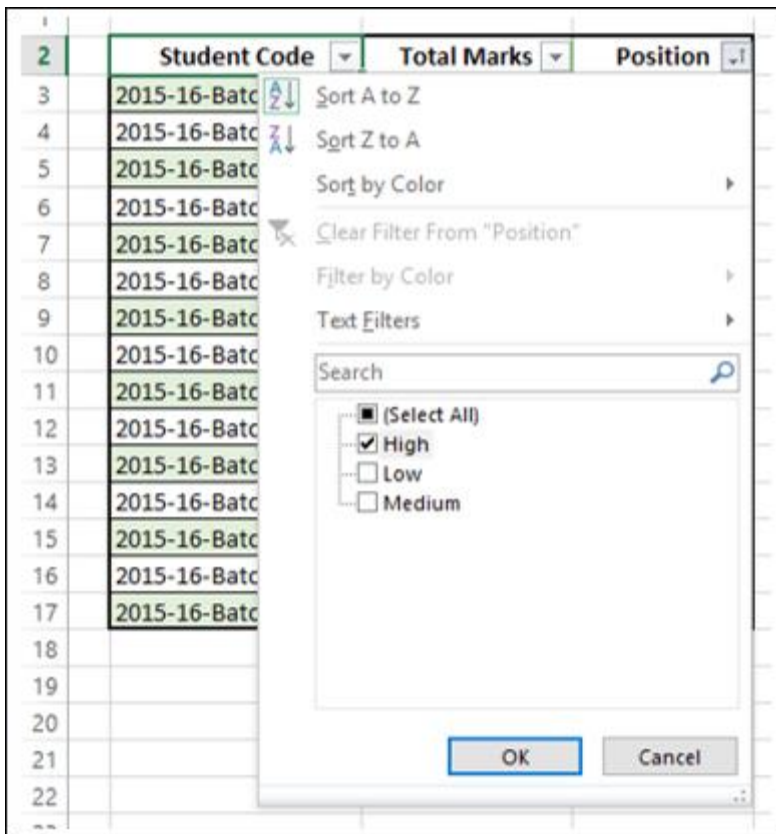 1
2 Student Code Total Marks Position
3 2015-16-Batc
4 2015-16-Batc
5 2015-16-Batc
6 2015-16-Batc
7 2015-16-Batc
8 2015-16-Batc
9 2015-16-Batc
10 2015-16-Batc
11 2015-16-Batc
12 2015-16-Batc
13 2015-16-Batc
14 2015-16-Batc
15 2015-16-Batc
16 2015-16-Batc
17 2015-16-Batc
18
19
20
21
22
Sort A to Z
Sort Z to A
Sort by Color
Clear Filter From "Position"
Filter by Color
Text Filters
Search
(Select All)
High
Low
Medium
OK Cancel